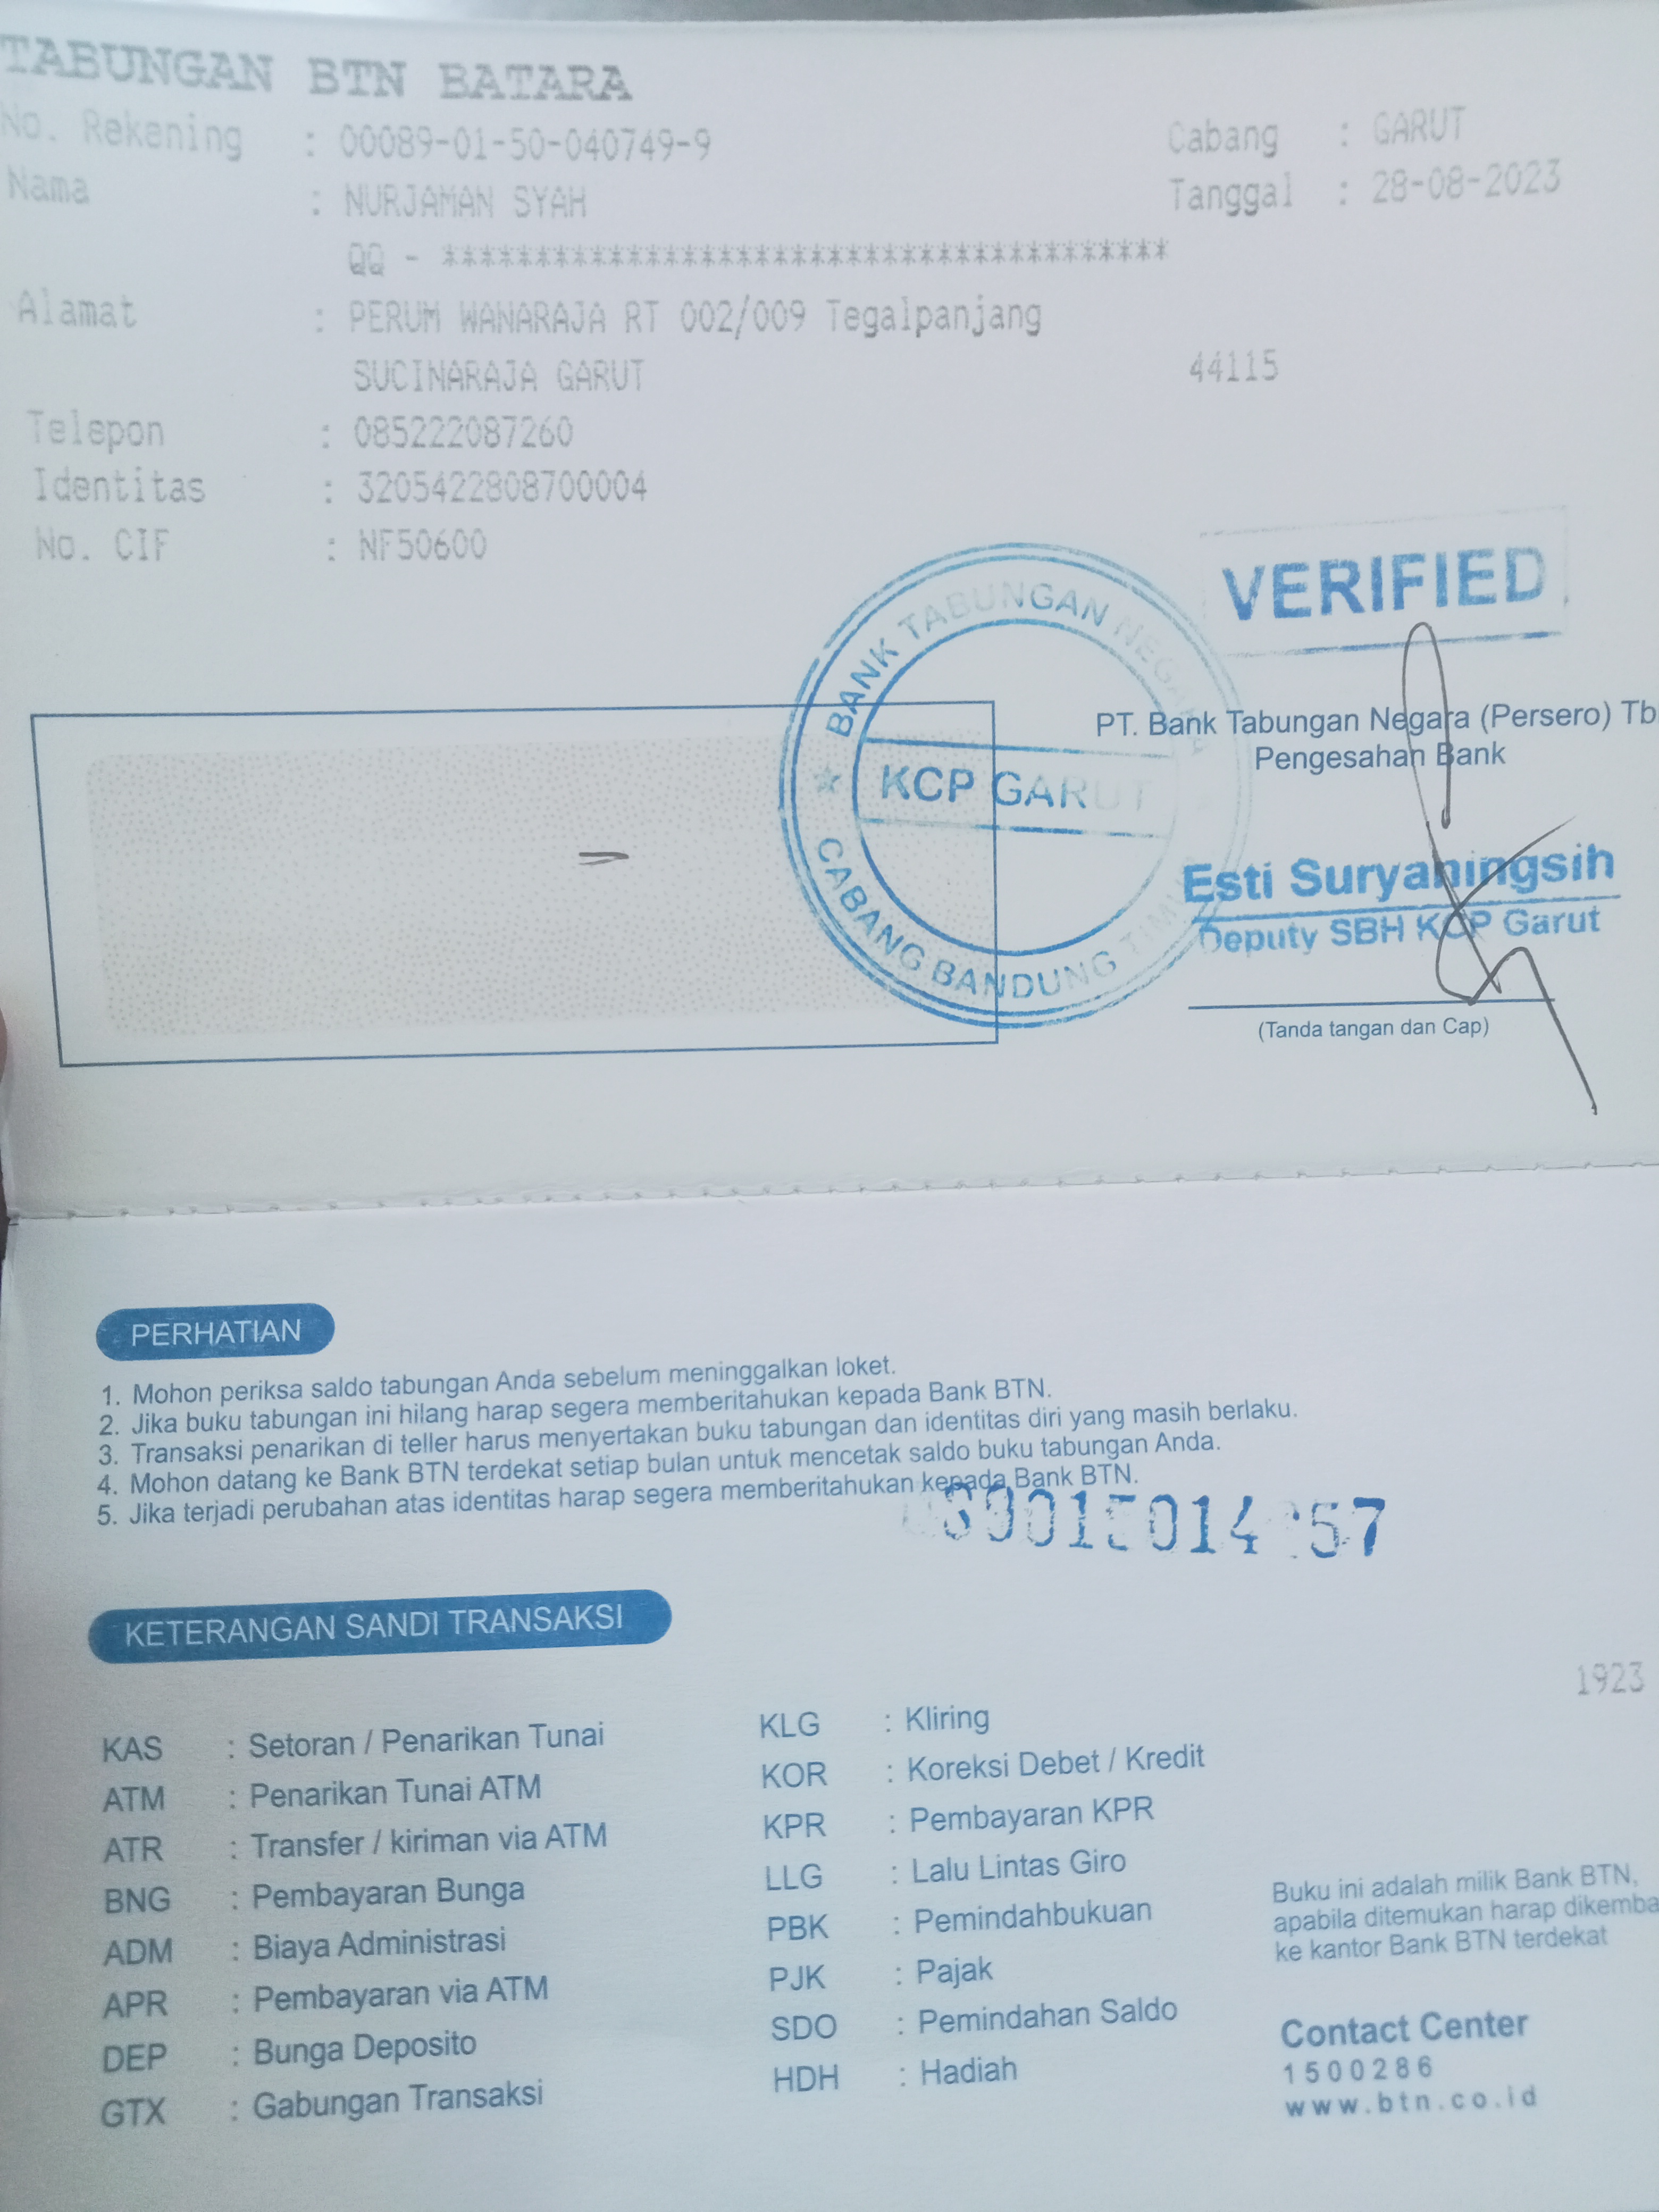 TABUNGAN BTN BATARA
No. Rekening : 00089-01-50-040749-9
Cabang : GARUT
Nama : NURJAMAN SYAH
Tanggal : 28-08-2023
QQ - ****************************************
Alamat : PERUM WANARAJA RT 002/009 Tegalpanjang
SUCINARAJA GARUT 44115
Telepon : 085222087260
Identitas : 3205422808700004
No. CIF : NF50600
VERIFIED
BANK TABUNGAN NEGARA
KCP GARUT
CABANG BANDUNG TIMUR
PT. Bank Tabungan Negara (Persero) Tb
Pengesahan Bank
Esti Suryaningsih
Deputy SBH KCP Garut
(Tanda tangan dan Cap)
PERHATIAN
1. Mohon periksa saldo tabungan Anda sebelum meninggalkan loket.
2. Jika buku tabungan ini hilang harap segera memberitahukan kepada Bank BTN.
3. Transaksi penarikan di teller harus menyertakan buku tabungan dan identitas diri yang masih berlaku.
4. Mohon datang ke Bank BTN terdekat setiap bulan untuk mencetak saldo buku tabungan Anda.
5. Jika terjadi perubahan atas identitas harap segera memberitahukan kepada Bank BTN.
KETERANGAN SANDI TRANSAKSI
1923
KAS : Setoran / Penarikan Tunai
ATM : Penarikan Tunai ATM
ATR : Transfer / kiriman via ATM
BNG : Pembayaran Bunga
ADM : Biaya Administrasi
APR : Pembayaran via ATM
DEP : Bunga Deposito
GTX : Gabungan Transaksi
KLG : Kliring
KOR : Koreksi Debet / Kredit
KPR : Pembayaran KPR
LLG : Lalu Lintas Giro
PBK : Pemindahbukuan
PJK : Pajak
SDO : Pemindahan Saldo
HDH : Hadiah
Buku ini adalah milik Bank BTN,
apabila ditemukan harap dikemba
ke kantor Bank BTN terdekat
Contact Center
1500286
www.btn.co.id